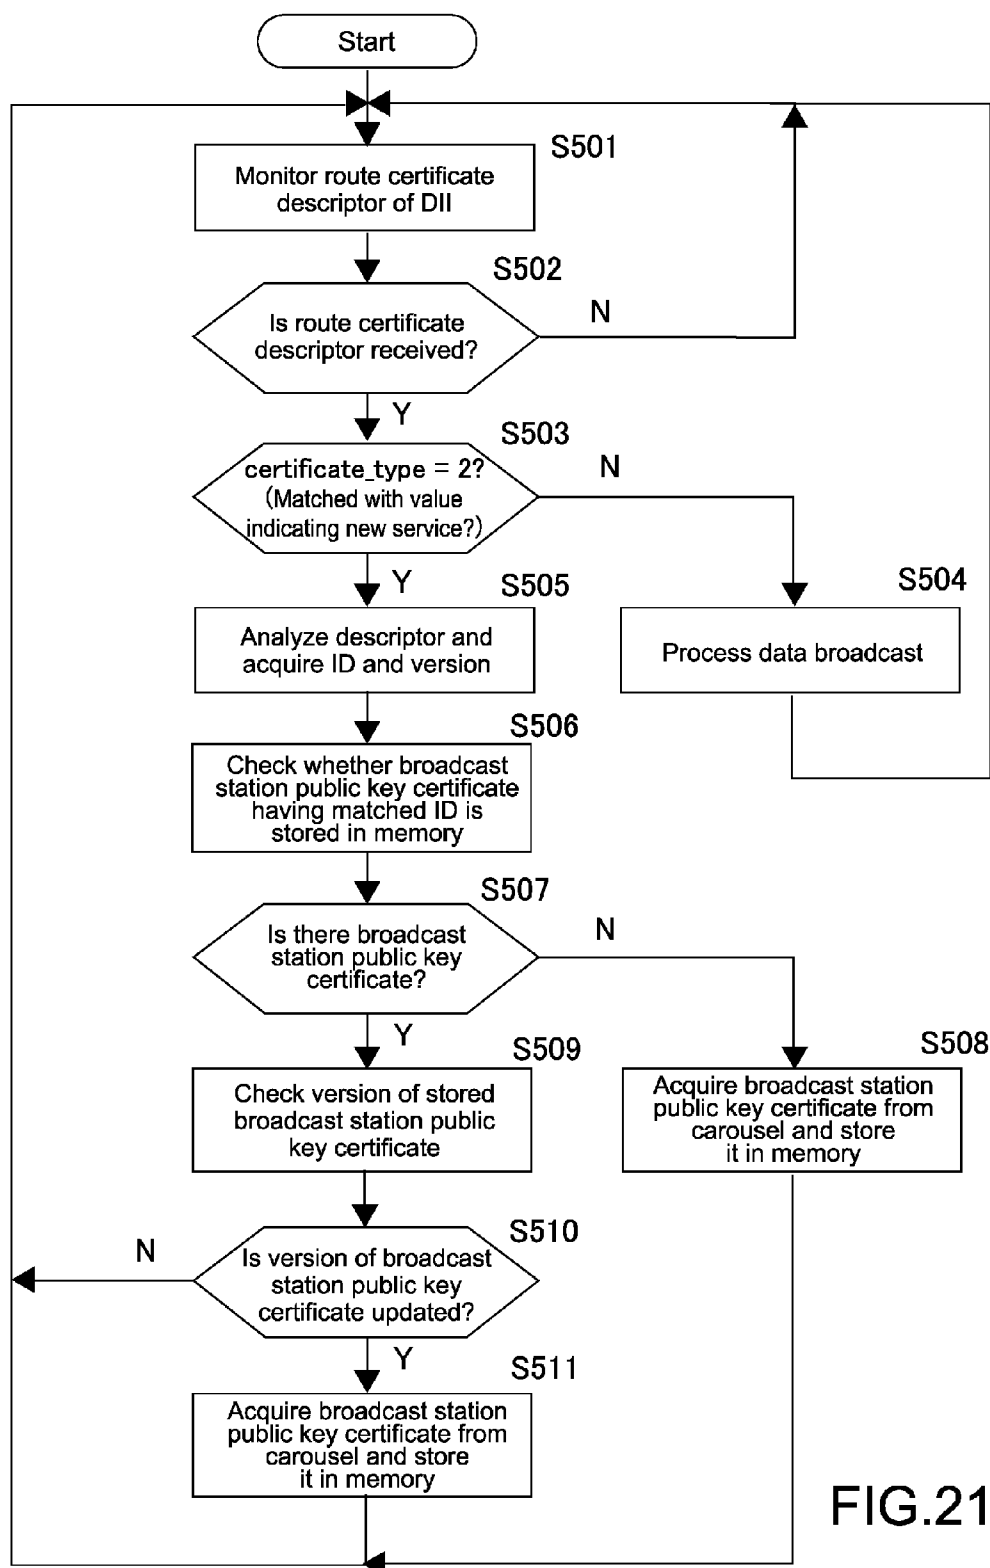 Start
S501
Monitor route certificate
descriptor of DII
S502
Is route certificate
descriptor received?
N
Y
S503
certificate_type = 2?
(Matched with value
indicating new service?)
N
Y
S504
Process data broadcast
S505
Analyze descriptor and
acquire ID and version
S506
Check whether broadcast
station public key certificate
having matched ID is
stored in memory
S507
Is there broadcast
station public key
certificate?
N
Y
S508
Acquire broadcast station
public key certificate from
carousel and store
it in memory
S509
Check version of stored
broadcast station public
key certificate
S510
Is version of broadcast
station public key
certificate updated?
N
Y
S511
Acquire broadcast station
public key certificate from
carousel and store
it in memory
FIG.21